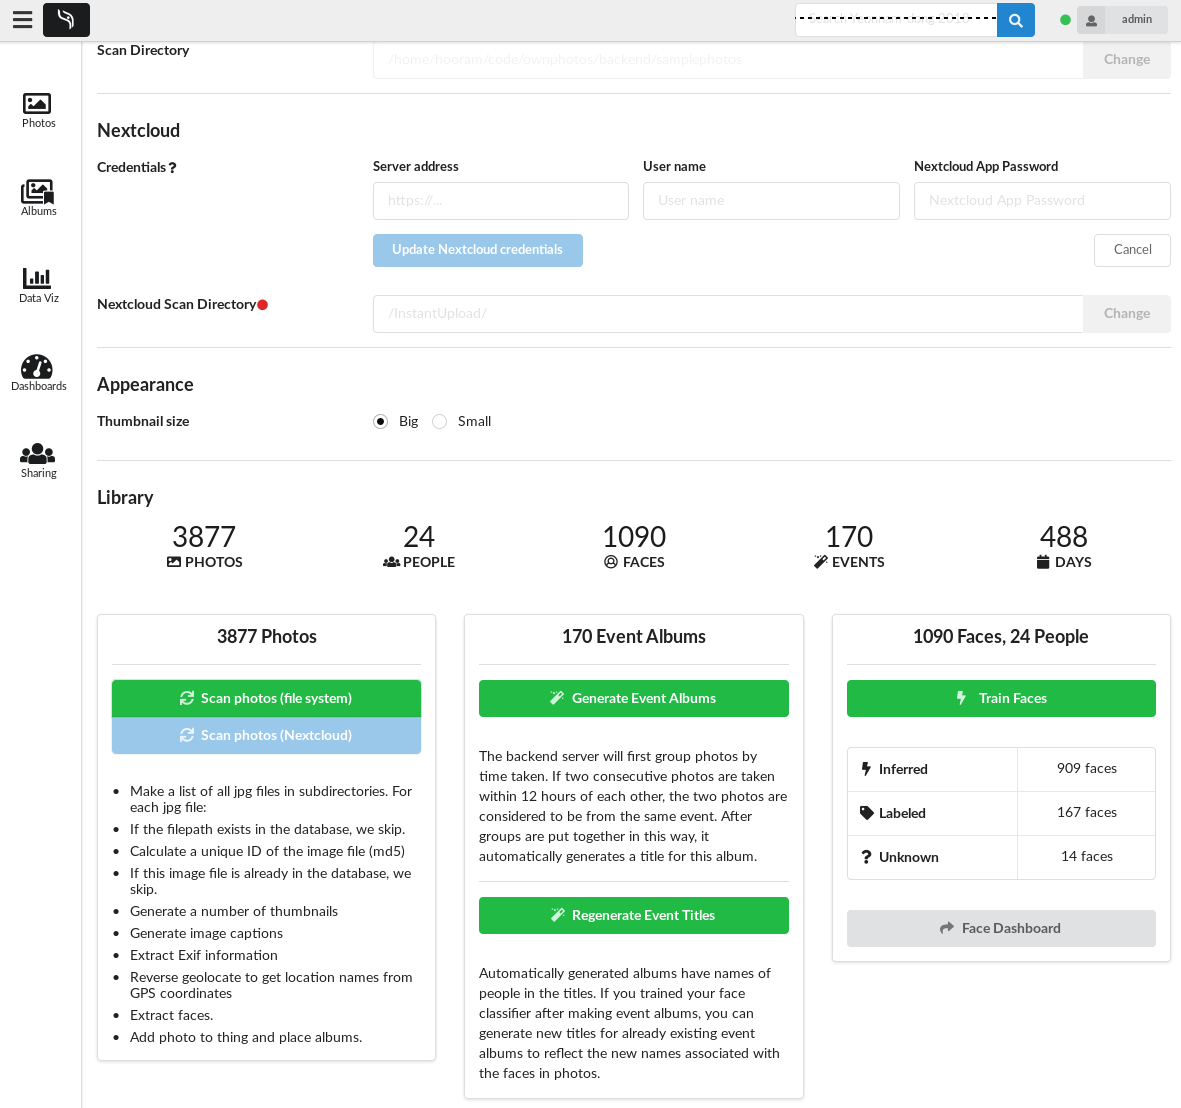 admin
Scan Directory
/home/hooram/code/ownphotos/backend/samplephotos
Change
Photos
Albums
Data Viz
Dashboards
Sharing
Nextcloud
Credentials
Server address
User name
Nextcloud App Password
https://...
User name
Nextcloud App Password
Update Nextcloud credentials
Cancel
Nextcloud Scan Directory
/InstantUpload/
Change
Appearance
Thumbnail size
Big
Small
Library
3877
PHOTOS
24
PEOPLE
1090
FACES
170
EVENTS
488
DAYS
3877 Photos
Scan photos (file system)
Scan photos (Nextcloud)
• Make a list of all jpg files in subdirectories. For
each jpg file:
• If the filepath exists in the database, we skip.
• Calculate a unique ID of the image file (md5)
• If this image file is already in the database, we
skip.
• Generate a number of thumbnails
• Generate image captions
• Extract Exif information
• Reverse geolocate to get location names from
GPS coordinates
• Extract faces.
• Add photo to thing and place albums.
170 Event Albums
Generate Event Albums
The backend server will first group photos by
time taken. If two consecutive photos are taken
within 12 hours of each other, the two photos are
considered to be from the same event. After
groups are put together in this way, it
automatically generates a title for this album.
Regenerate Event Titles
Automatically generated albums have names of
people in the titles. If you trained your face
classifier after making event albums, you can
generate new titles for already existing event
albums to reflect the new names associated with
the faces in photos.
1090 Faces, 24 People
Train Faces
Inferred
909 faces
Labeled
167 faces
Unknown
14 faces
Face Dashboard